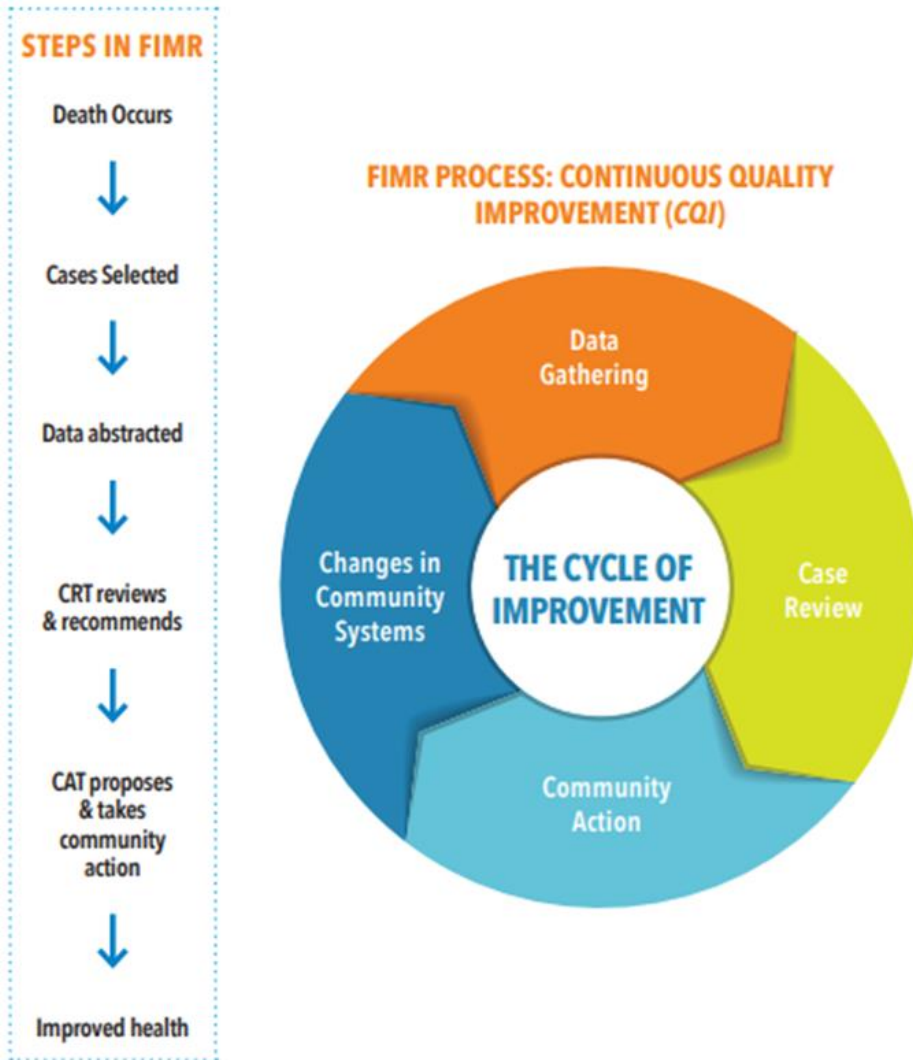 STEPS IN FIMR
Death Occurs
Cases Selected
Data abstracted
CRT reviews
& recommends
CAT proposes
& takes
community
action
Improved health
FIMR PROCESS: CONTINUOUS QUALITY
IMPROVEMENT (CQI)
Data
Gathering
Case
Review
Community
Action
Changes in
Community
Systems
THE CYCLE OF
IMPROVEMENT